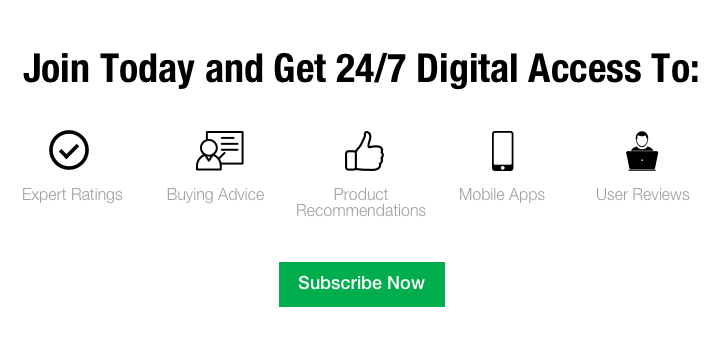 Join Today and Get 24/7 Digital Access To:
Expert Ratings
Buying Advice
Product
Recommendations
Mobile Apps
User Reviews
Subscribe Now